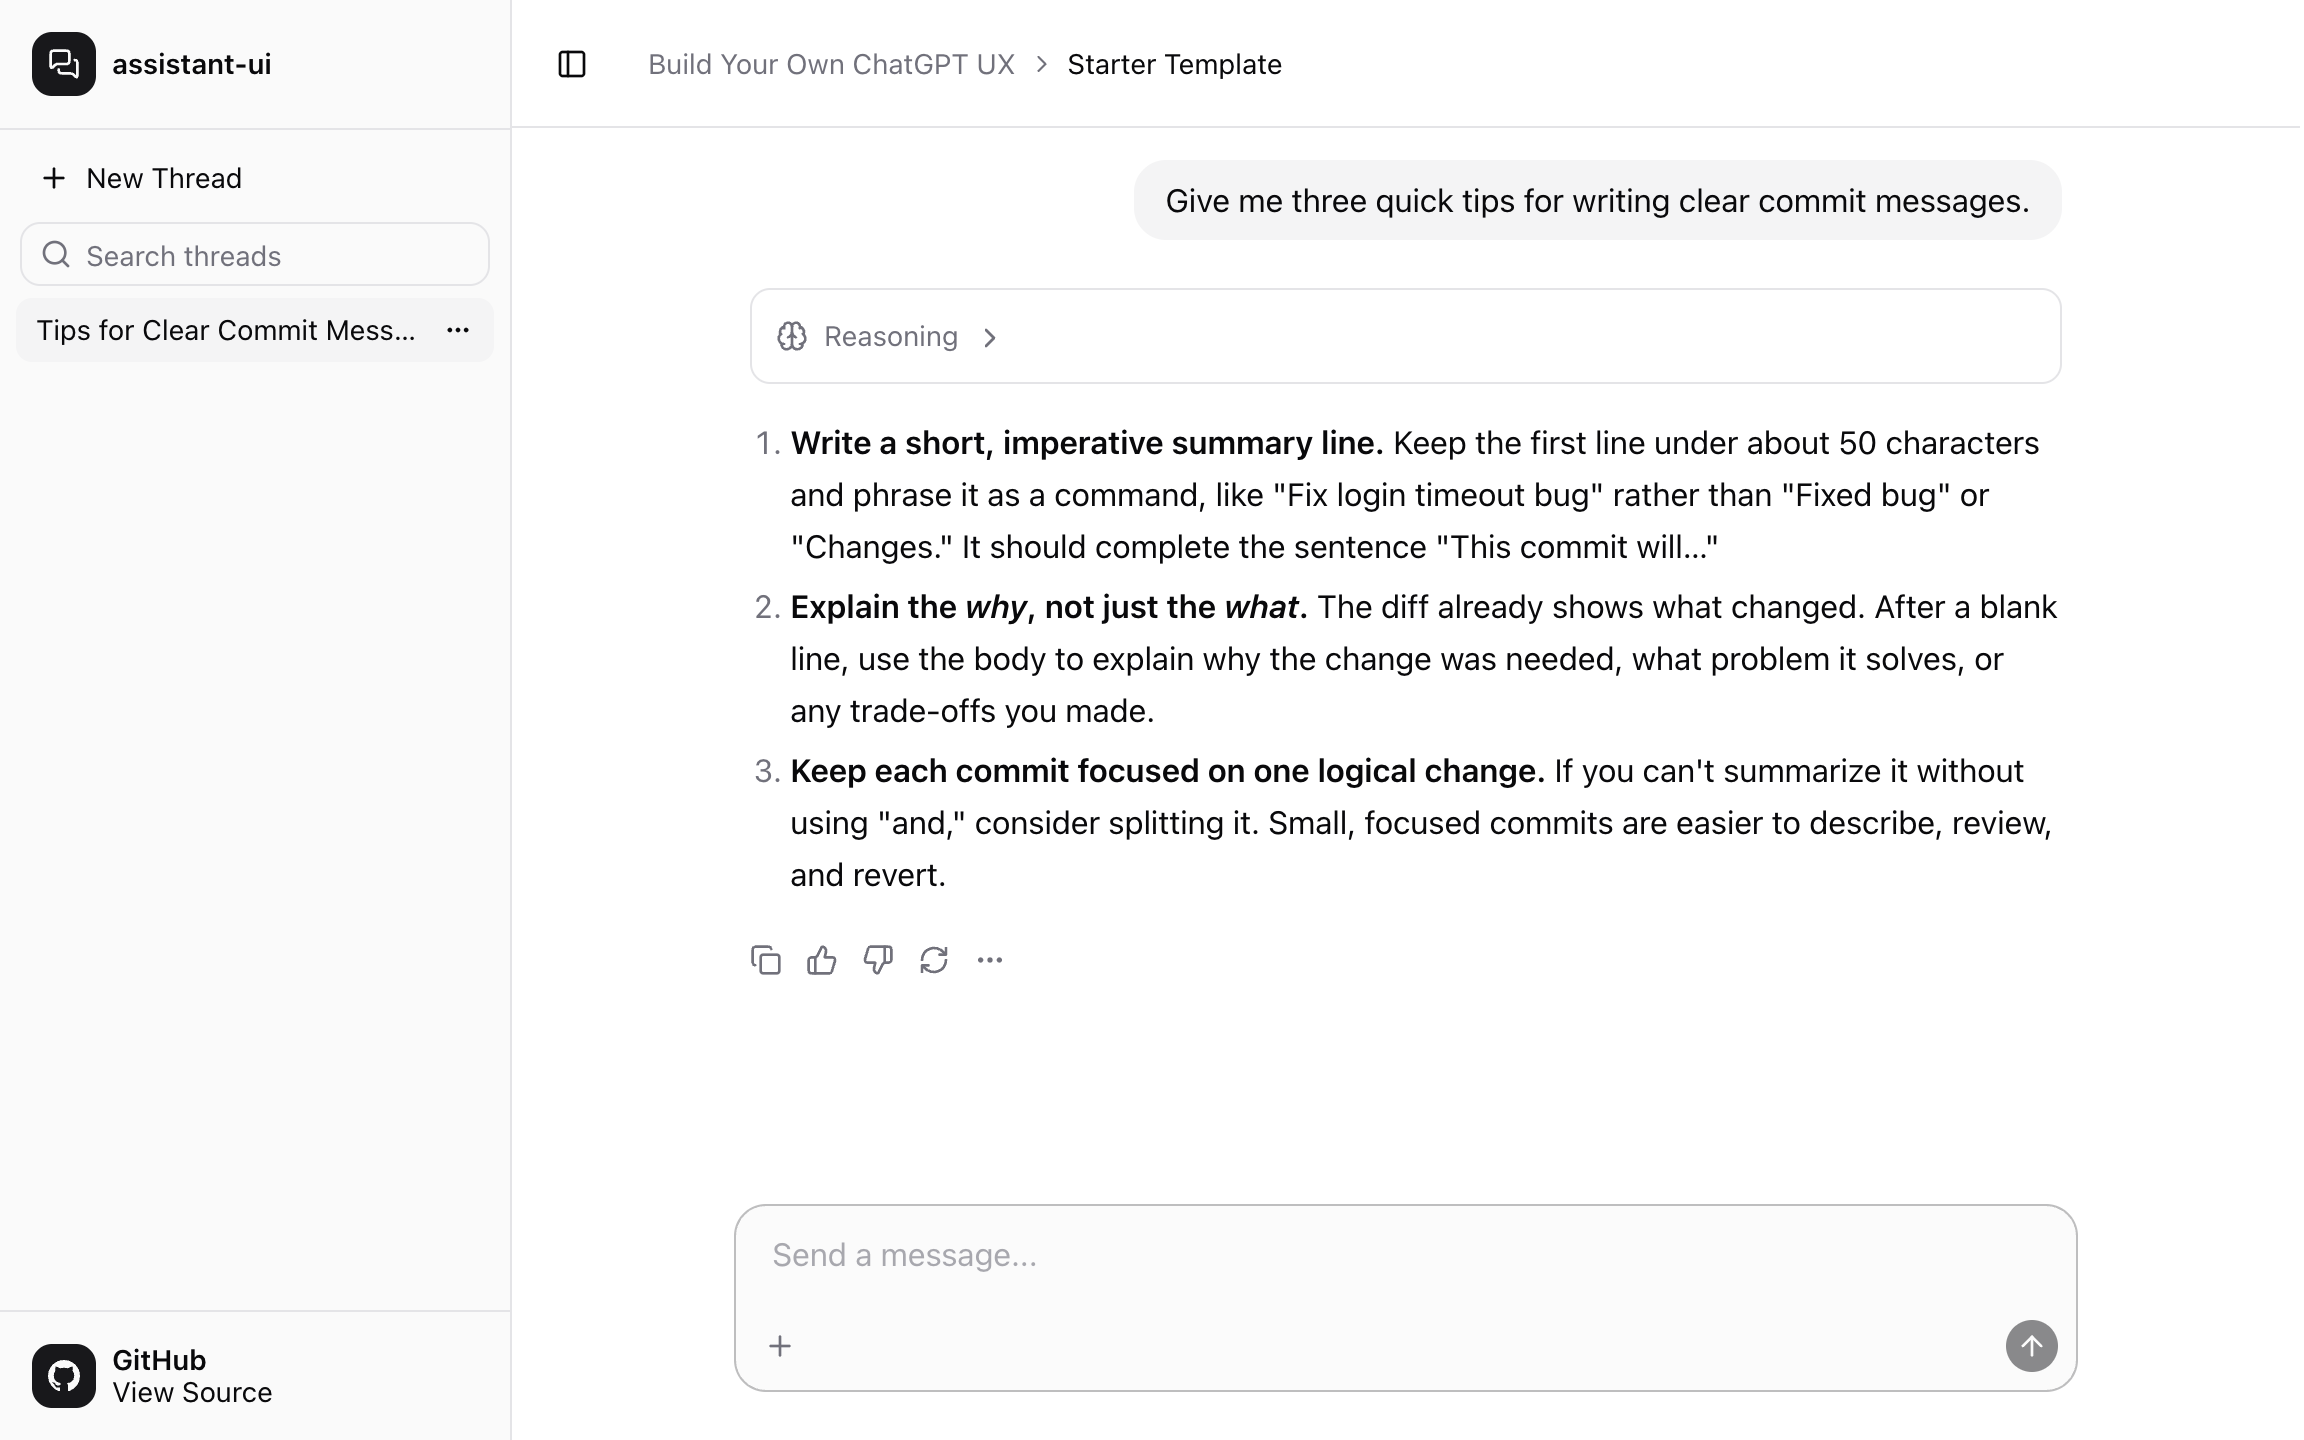 assistant-ui
New Thread
Search threads
Tips for Clear Commit Mess...
GitHub
View Source
Build Your Own ChatGPT UX > Starter Template
Give me three quick tips for writing clear commit messages.
Reasoning
1. Write a short, imperative summary line. Keep the first line under about 50 characters
and phrase it as a command, like "Fix login timeout bug" rather than "Fixed bug" or
"Changes." It should complete the sentence "This commit will..."
2. Explain the why, not just the what. The diff already shows what changed. After a blank
line, use the body to explain why the change was needed, what problem it solves, or
any trade-offs you made.
3. Keep each commit focused on one logical change. If you can't summarize it without
using "and," consider splitting it. Small, focused commits are easier to describe, review,
and revert.
Send a message...